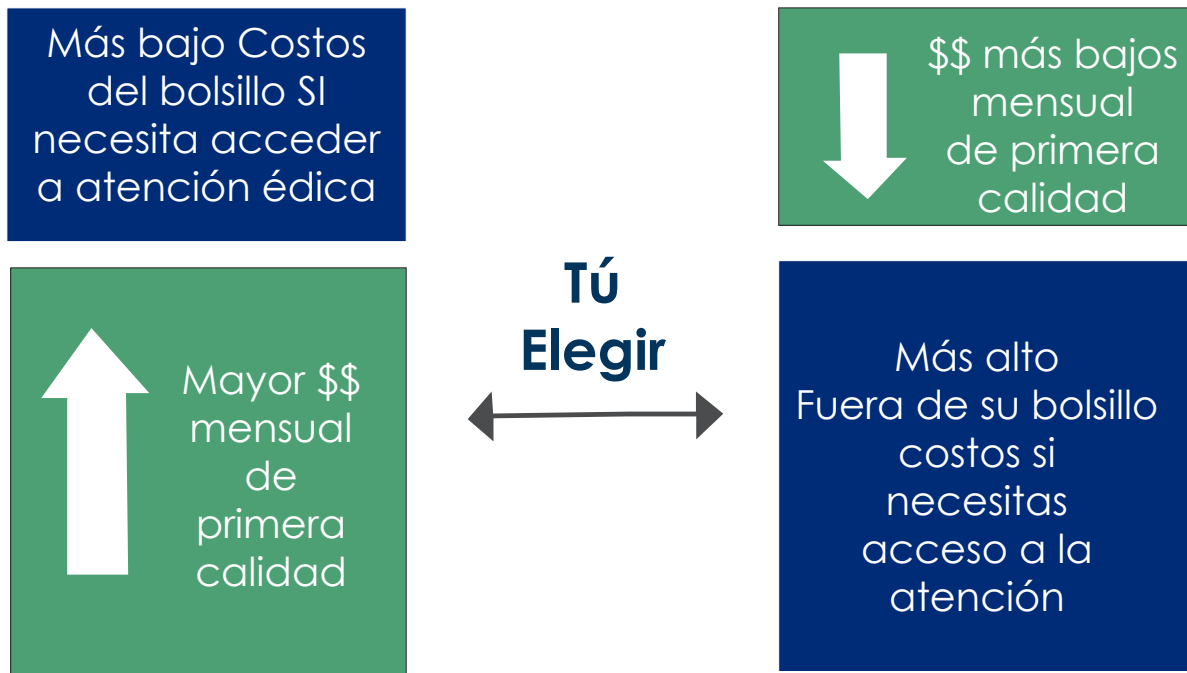 Más bajo Costos
del bolsillo SI
necesita acceder
a atención édica
Mayor $$
mensual
de
primera
calidad
Tú
Elegir
$$ más bajos
mensual
de primera
calidad
Más alto
Fuera de su bolsillo
costos si
necesitas
acceso a la
atención